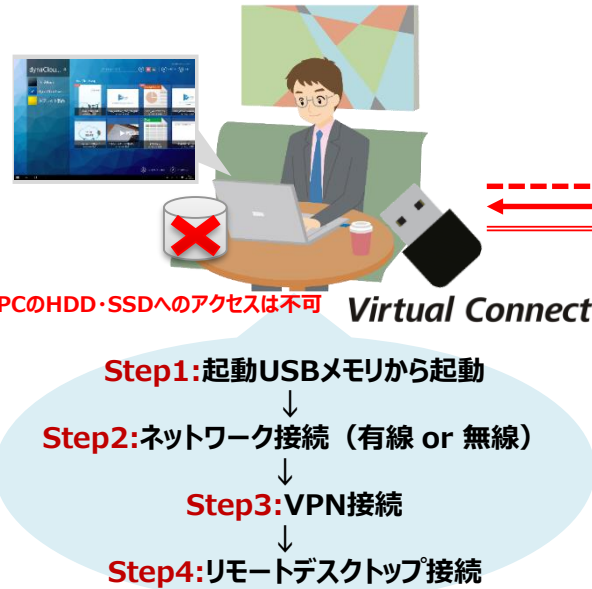 dynaClou...
PCのHDD・SSDへのアクセスは不可
Virtual Connect
Step1:起動USBメモリから起動
↓
Step2:ネットワーク接続（有線 or 無線）
↓
Step3:VPN接続
↓
Step4:リモートデスクトップ接続